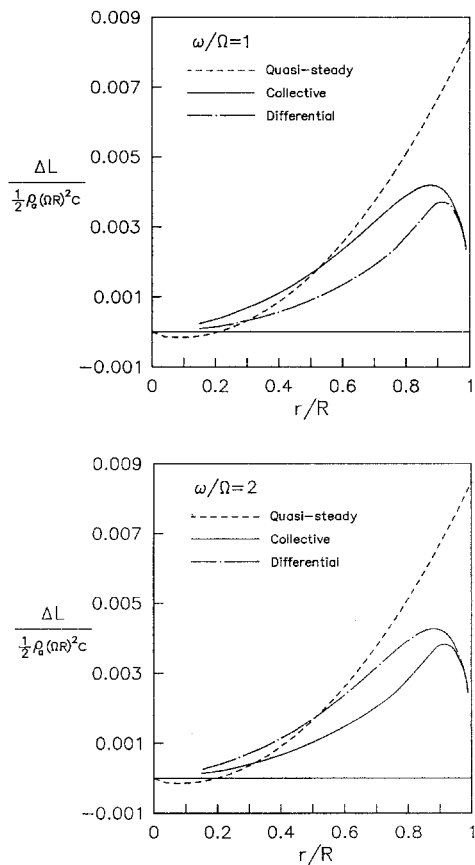 0.009
0.007
0.005
0.003
0.001
−0.001
ω/Ω=1
Quasi-steady
Collective
Differential
ΔL
½ρₐ(ΩR)²c
0 0.2 0.4 0.6 0.8 1
r/R
0.009
0.007
0.005
0.003
0.001
−0.001
ω/Ω=2
Quasi-steady
Collective
Differential
ΔL
½ρₐ(ΩR)²c
0 0.2 0.4 0.6 0.8 1
r/R